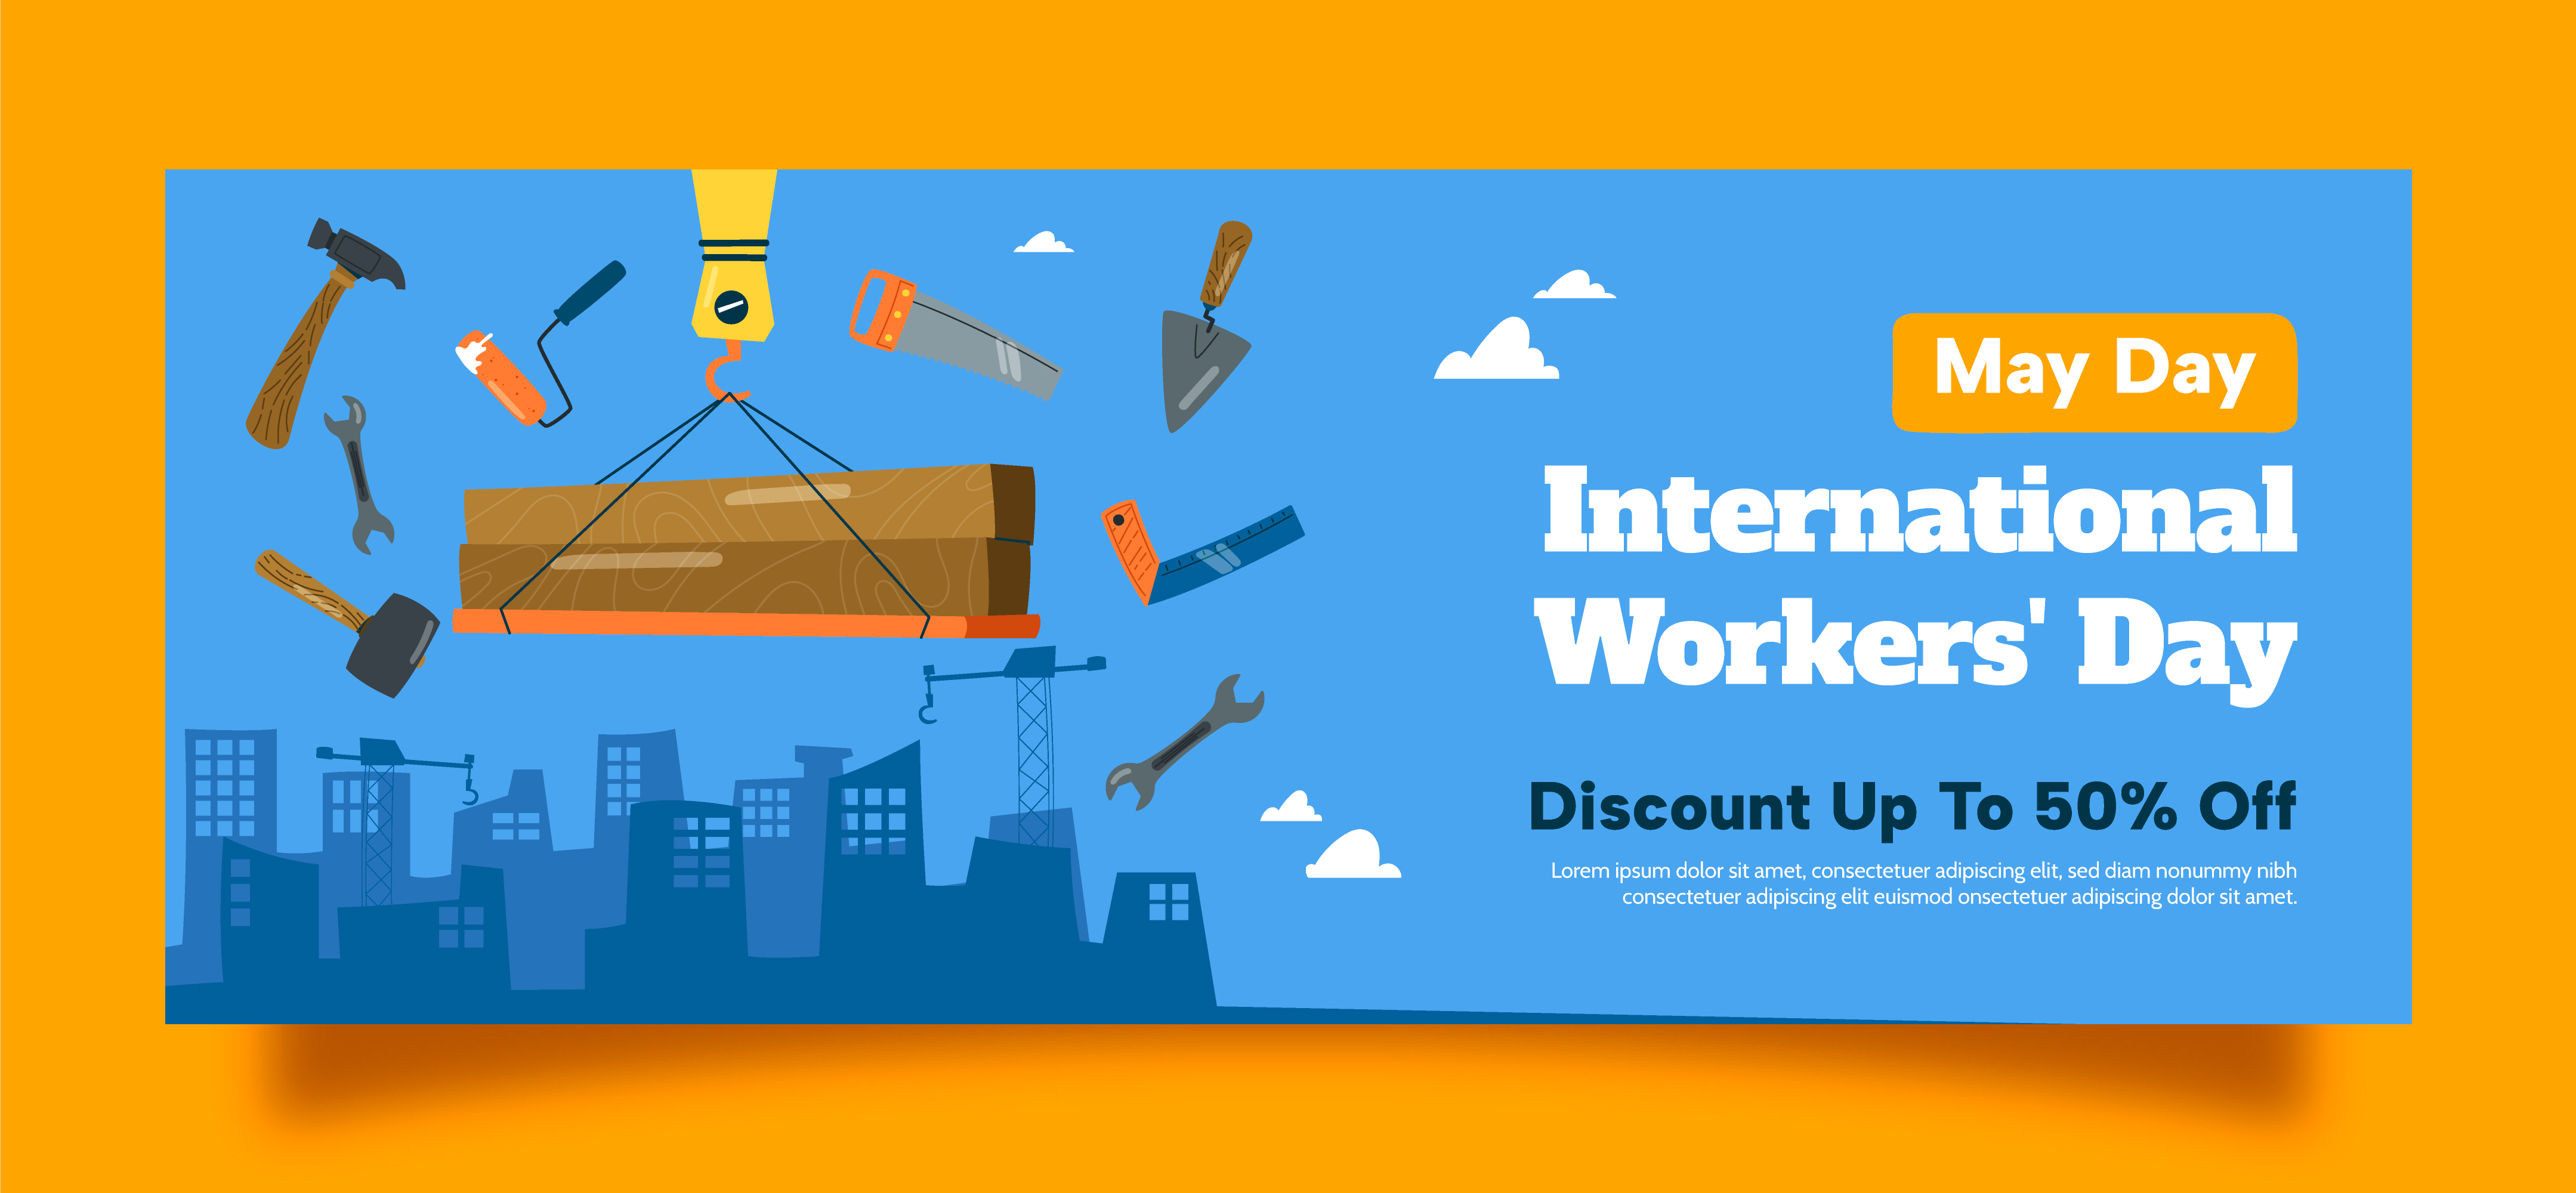 May Day
International
Workers' Day
Discount Up To 50% Off
Lorem ipsum dolor sit amet, consectetuer adipiscing elit, sed diam nonummy nibh
consectetuer adipiscing elit euismod onsectetuer adipiscing dolor sit amet.